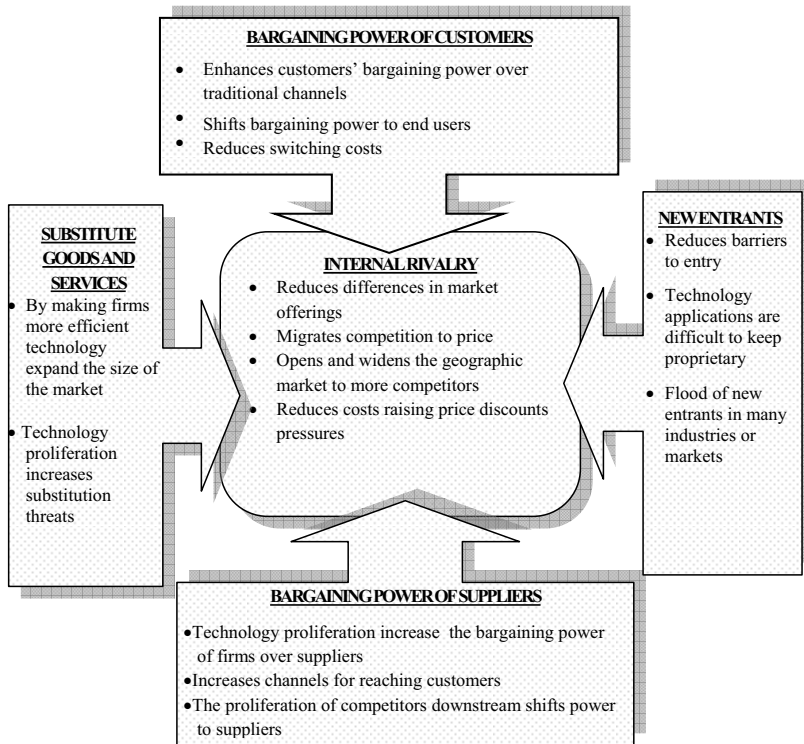 BARGAINING POWER OF CUSTOMERS
• Enhances customers’ bargaining power over
traditional channels
• Shifts bargaining power to end users
• Reduces switching costs
SUBSTITUTE
GOODS AND
SERVICES
• By making firms
more efficient
technology
expand the size of
the market
• Technology
proliferation
increases
substitution
threats
INTERNAL RIVALRY
• Reduces differences in market
offerings
• Migrates competition to price
• Opens and widens the geographic
market to more competitors
• Reduces costs raising price discounts
pressures
NEW ENTRANTS
• Reduces barriers
to entry
• Technology
applications are
difficult to keep
proprietary
• Flood of new
entrants in many
industries or
markets
BARGAINING POWER OF SUPPLIERS
•Technology proliferation increase the bargaining power
of firms over suppliers
•Increases channels for reaching customers
•The proliferation of competitors downstream shifts power
to suppliers